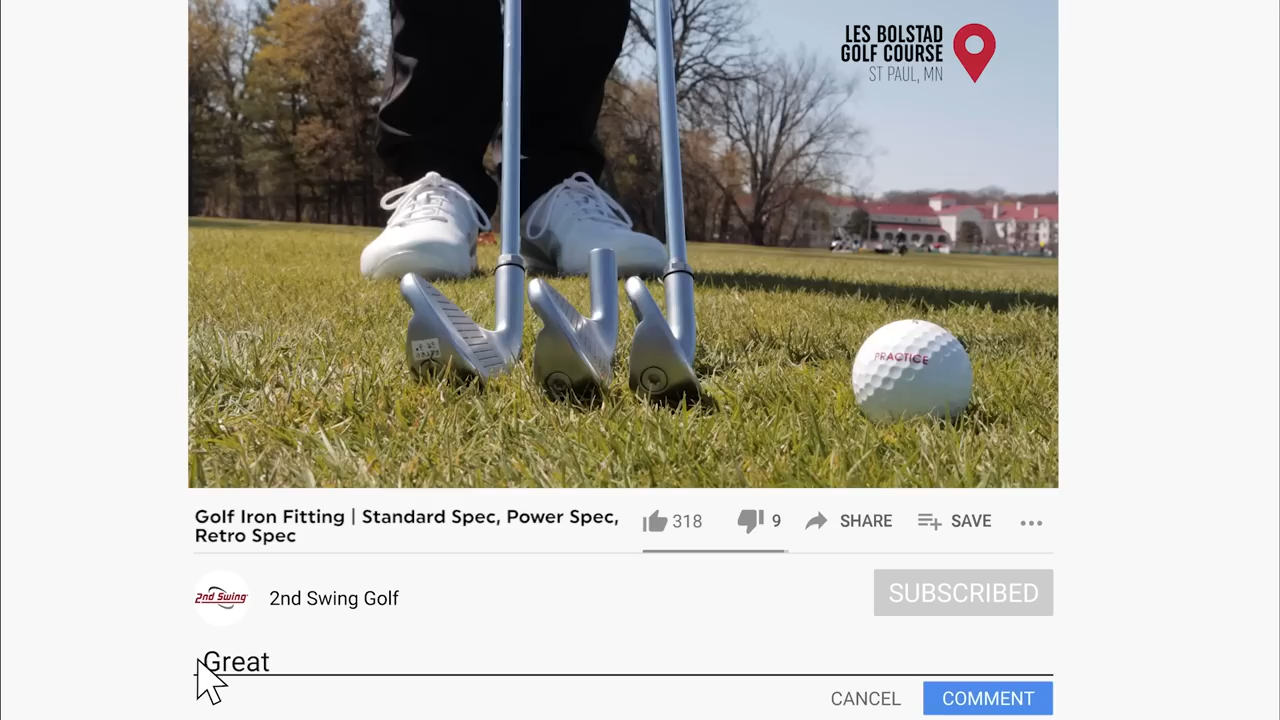 LES BOLSTAD
GOLF COURSE
ST PAUL, MN
PRACTICE
Golf Iron Fitting | Standard Spec, Power Spec,
Retro Spec
318
9
SHARE
SAVE
2nd Swing
2nd Swing Golf
SUBSCRIBED
Great
CANCEL
COMMENT